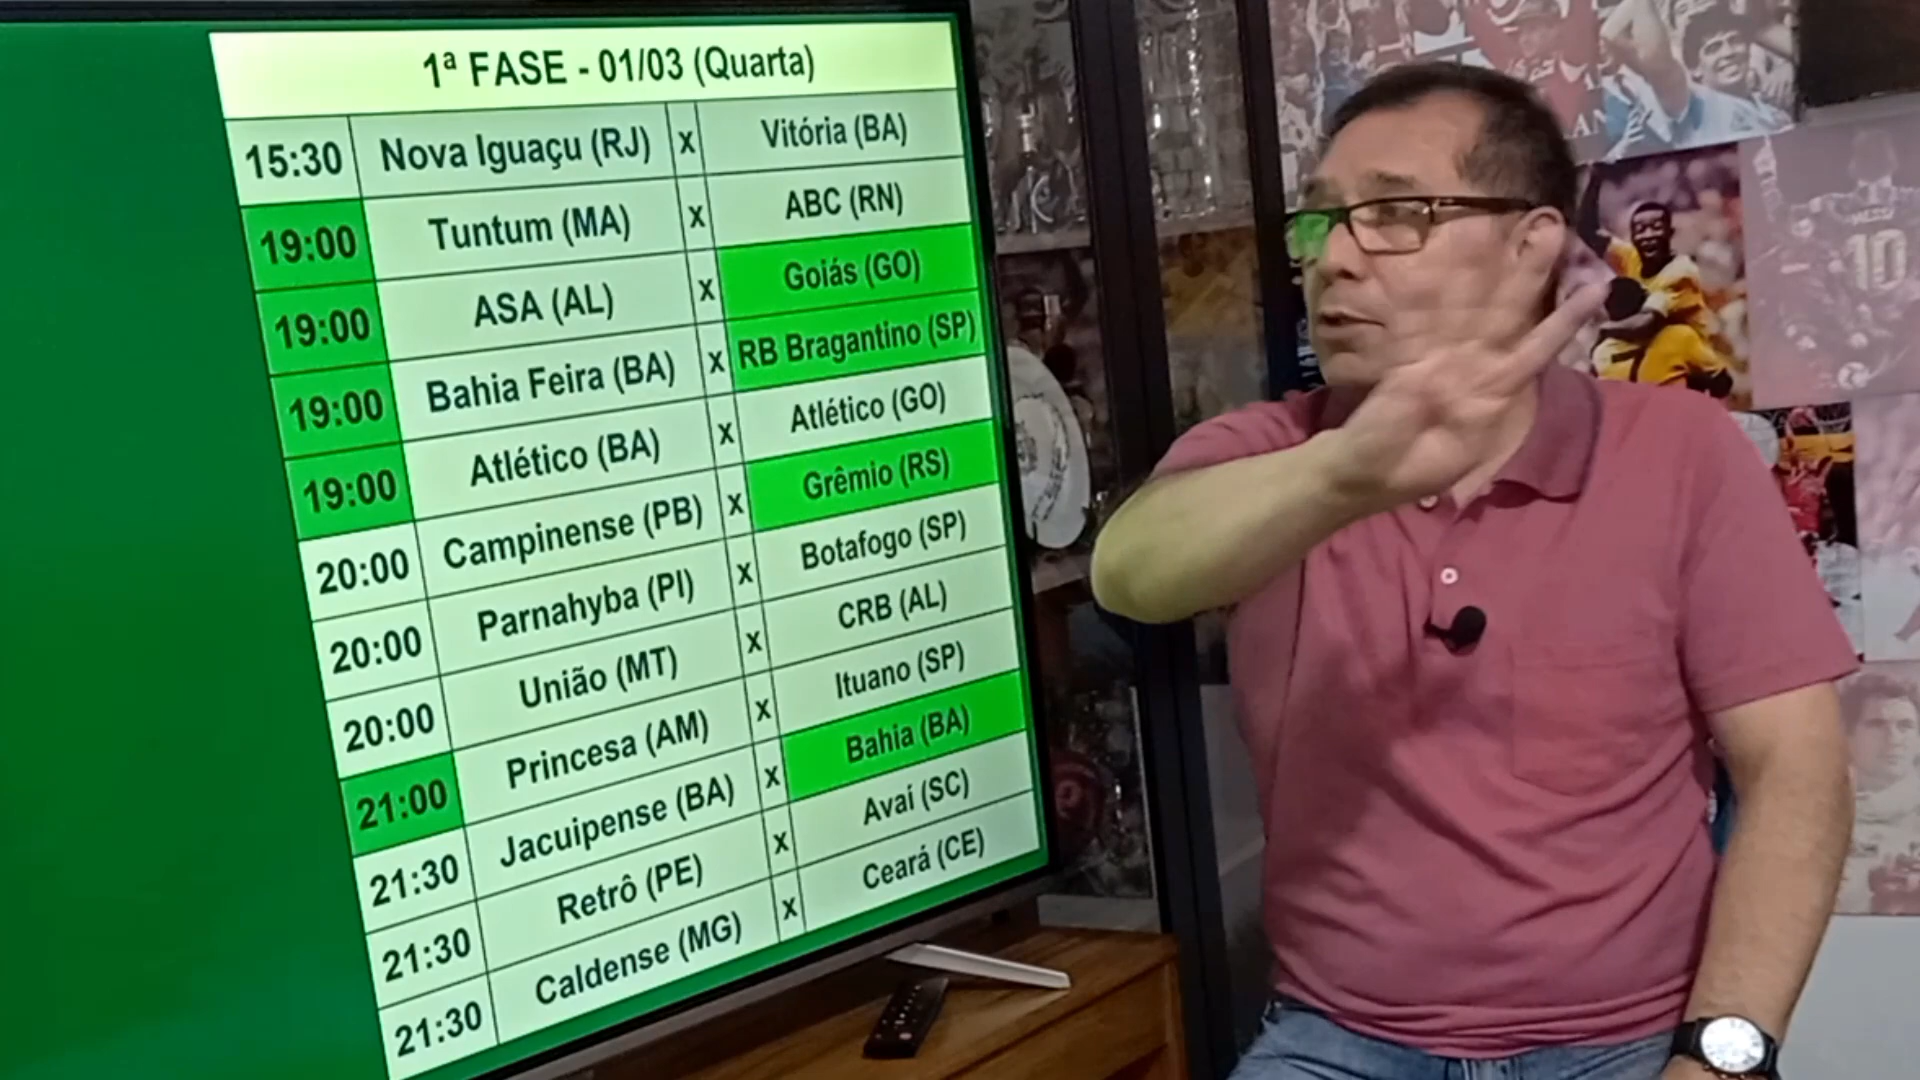 1ª FASE - 01/03 (Quarta)
15:30 Nova Iguaçu (RJ) x Vitória (BA)
19:00 Tuntum (MA) x ABC (RN)
19:00 ASA (AL) x Goiás (GO)
19:00 Bahia Feira (BA) x RB Bragantino (SP)
19:00 Atlético (BA) x Atlético (GO)
20:00 Campinense (PB) x Grêmio (RS)
20:00 Parnahyba (PI) x Botafogo (SP)
20:00 União (MT) x CRB (AL)
21:00 Princesa (AM) x Ituano (SP)
21:30 Jacuipense (BA) x Bahia (BA)
21:30 Retrô (PE) x Avaí (SC)
21:30 Caldense (MG) x Ceará (CE)
MESSI
10